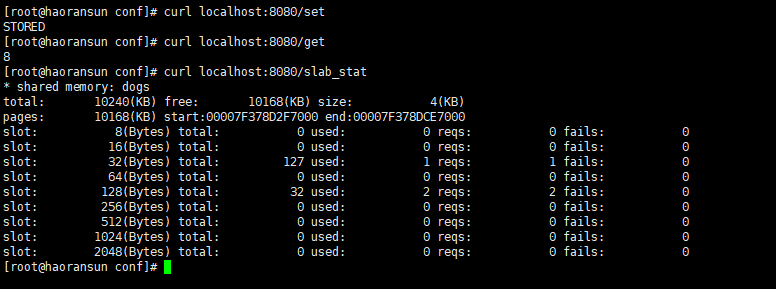 [root@haoransun conf]# curl localhost:8080/set
STORED
[root@haoransun conf]# curl localhost:8080/get
8
[root@haoransun conf]# curl localhost:8080/slab_stat
* shared memory: dogs
total:       10240(KB) free:       10168(KB) size:           4(KB)
pages:       10168(KB) start:00007F378D2F7000 end:00007F378DCE7000
slot:           8(Bytes) total:           0 used:           0 reqs:           0 fails:           0
slot:          16(Bytes) total:           0 used:           0 reqs:           0 fails:           0
slot:          32(Bytes) total:         127 used:           1 reqs:           1 fails:           0
slot:          64(Bytes) total:           0 used:           0 reqs:           0 fails:           0
slot:         128(Bytes) total:          32 used:           2 reqs:           2 fails:           0
slot:         256(Bytes) total:           0 used:           0 reqs:           0 fails:           0
slot:         512(Bytes) total:           0 used:           0 reqs:           0 fails:           0
slot:        1024(Bytes) total:           0 used:           0 reqs:           0 fails:           0
slot:        2048(Bytes) total:           0 used:           0 reqs:           0 fails:           0
[root@haoransun conf]#